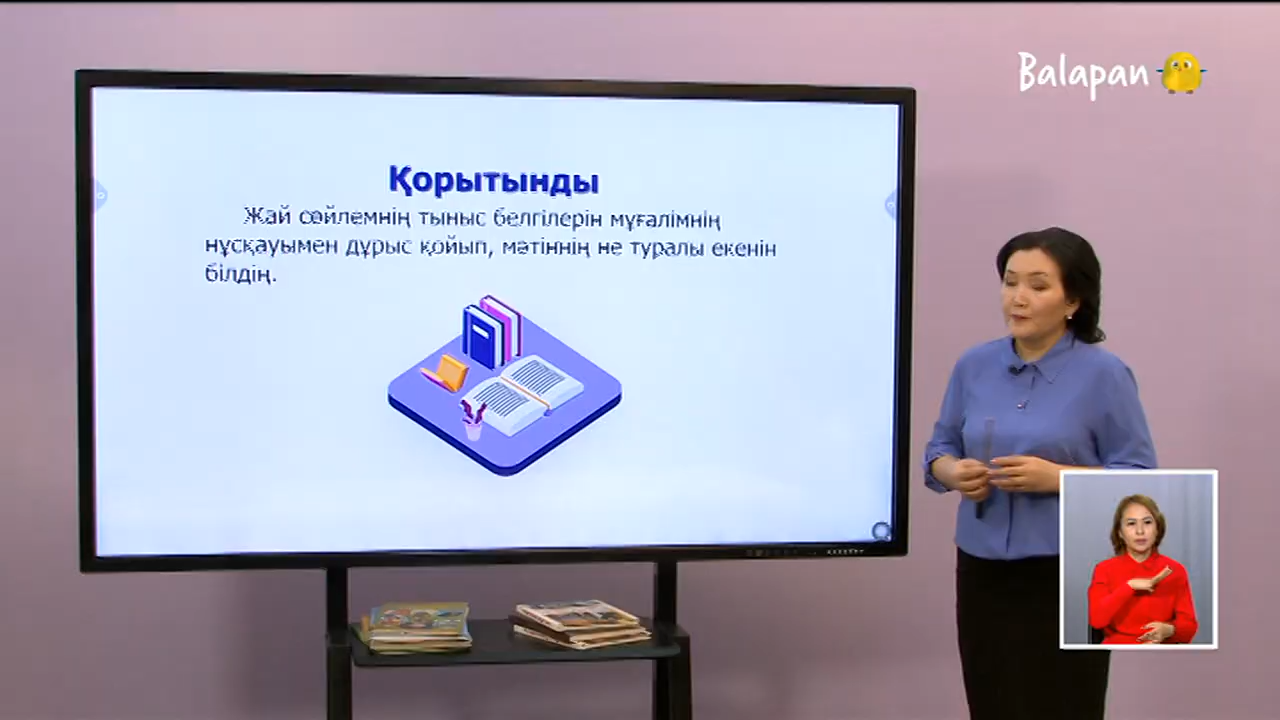 Balapan
Қорытынды
Жай сөйлемнің тыныс белгілерін мұғалімнің
нұсқауымен дұрыс қойып, мәтіннің не туралы екенін
білдің.